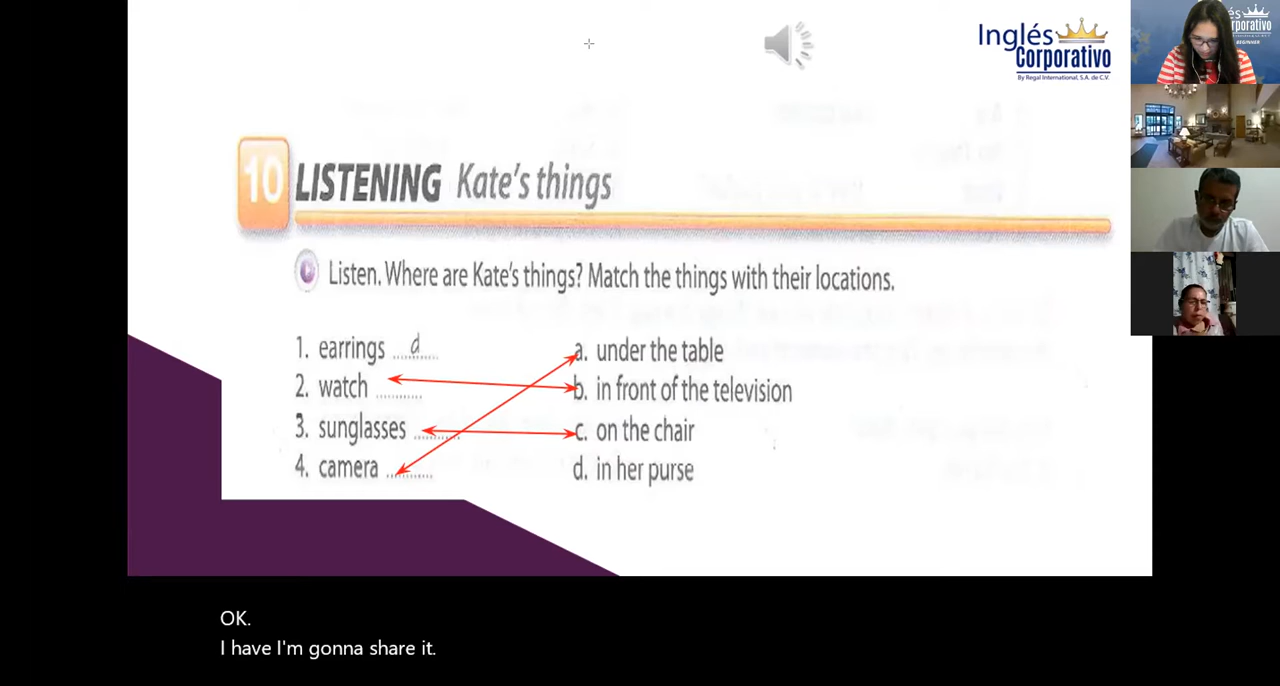 Inglés
Corporativo
By Regal International, S.A. de C.V.
10 LISTENING Kate's things
Listen. Where are Kate's things? Match the things with their locations.
1. earrings d
2. watch
3. sunglasses
4. camera
a. under the table
b. in front of the television
c. on the chair
d. in her purse
OK.
I have I'm gonna share it.